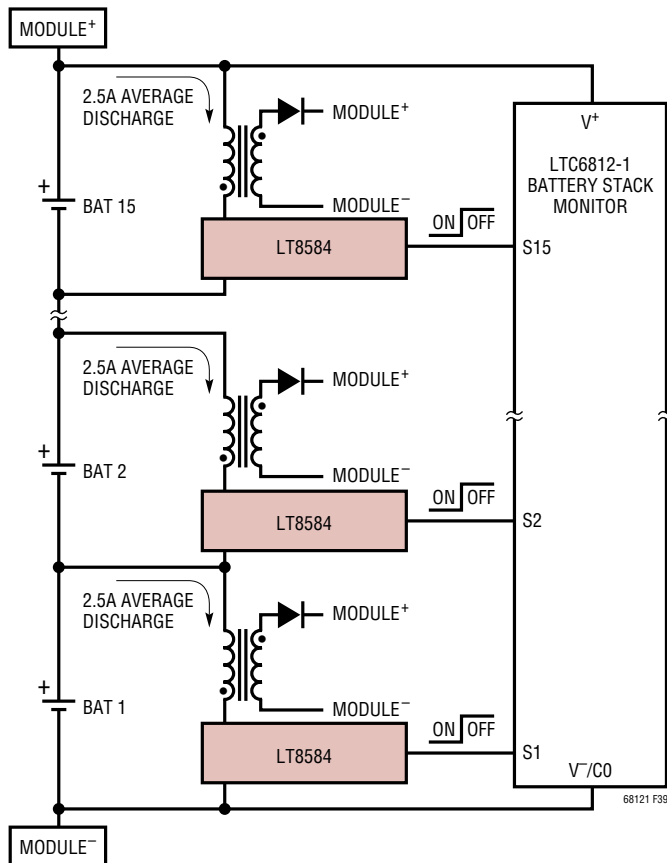 MODULE+
2.5A AVERAGE
DISCHARGE
MODULE+
MODULE−
+
BAT 15
LT8584
ON OFF
V+
LTC6812-1
BATTERY STACK
MONITOR
S15
2.5A AVERAGE
DISCHARGE
MODULE+
MODULE−
+
BAT 2
LT8584
ON OFF
S2
2.5A AVERAGE
DISCHARGE
MODULE+
MODULE−
+
BAT 1
LT8584
ON OFF
S1
V−/C0
68121 F39
MODULE−